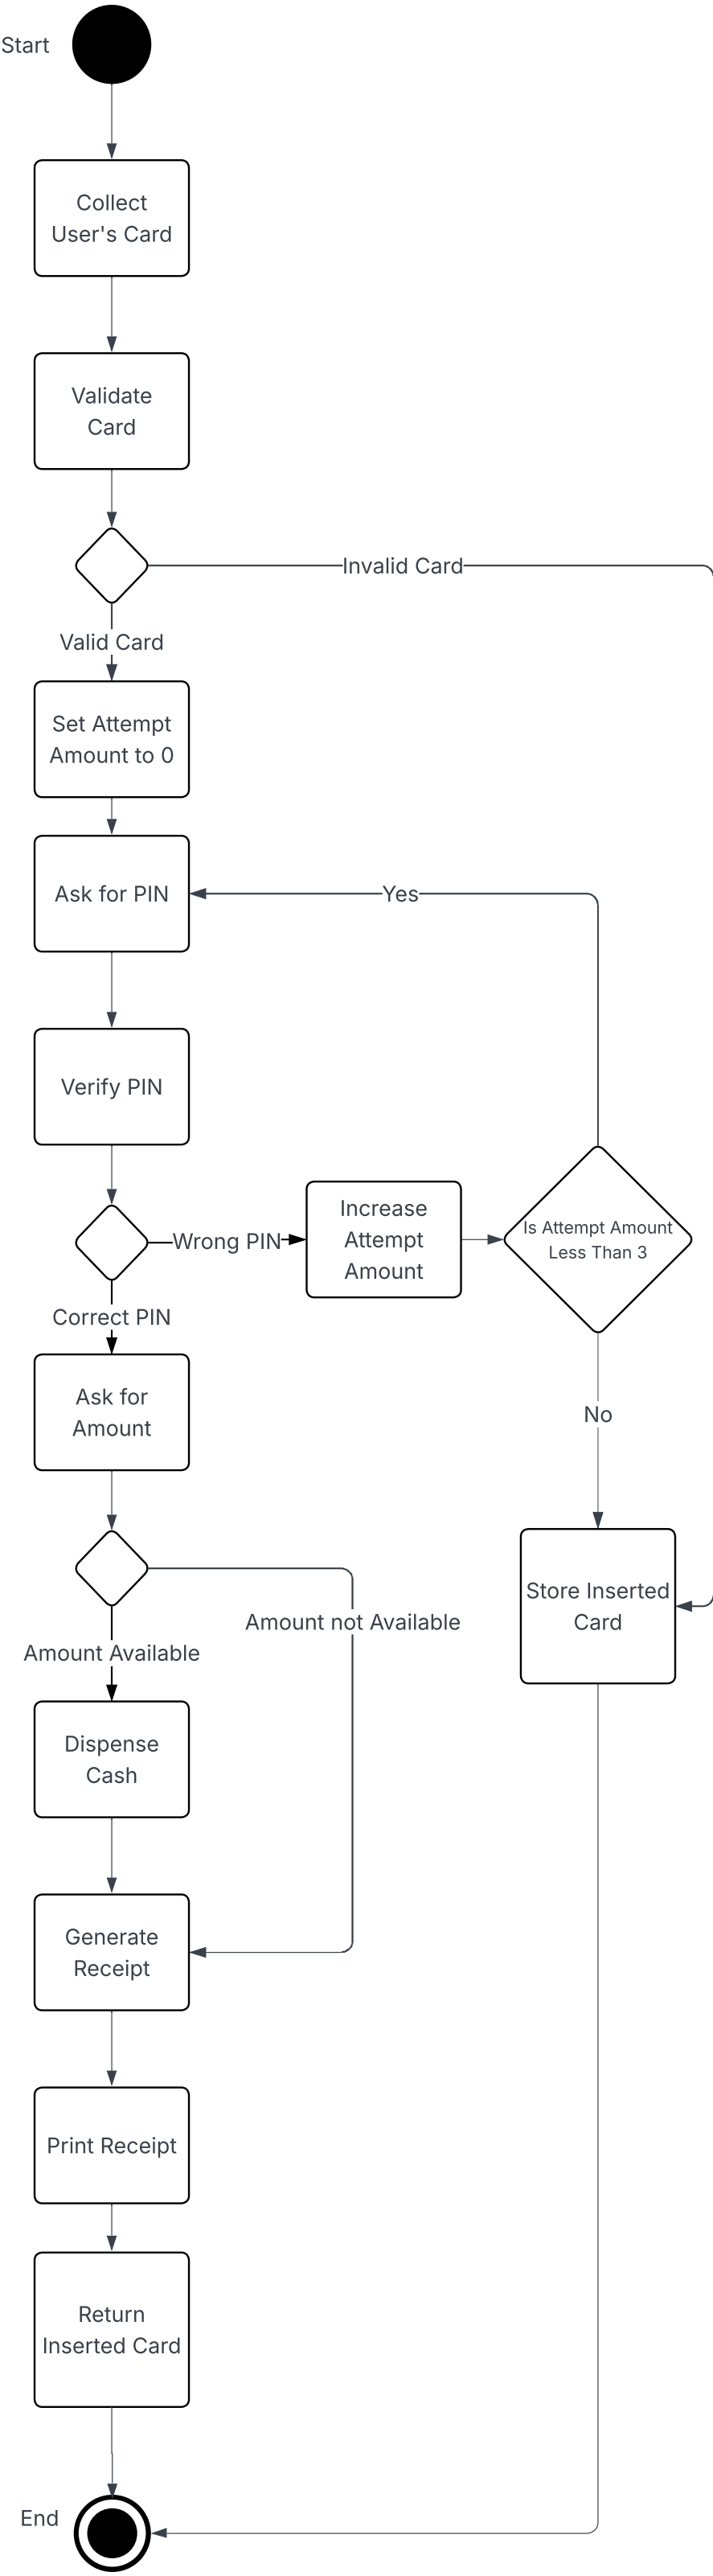 Start
Collect
User's Card
Validate
Card
Invalid Card
Valid Card
Set Attempt
Amount to 0
Ask for PIN
Yes
Verify PIN
Wrong PIN
Increase
Attempt
Amount
Is Attempt Amount
Less Than 3
Correct PIN
Ask for
Amount
No
Store Inserted
Card
Amount not Available
Amount Available
Dispense
Cash
Generate
Receipt
Print Receipt
Return
Inserted Card
End